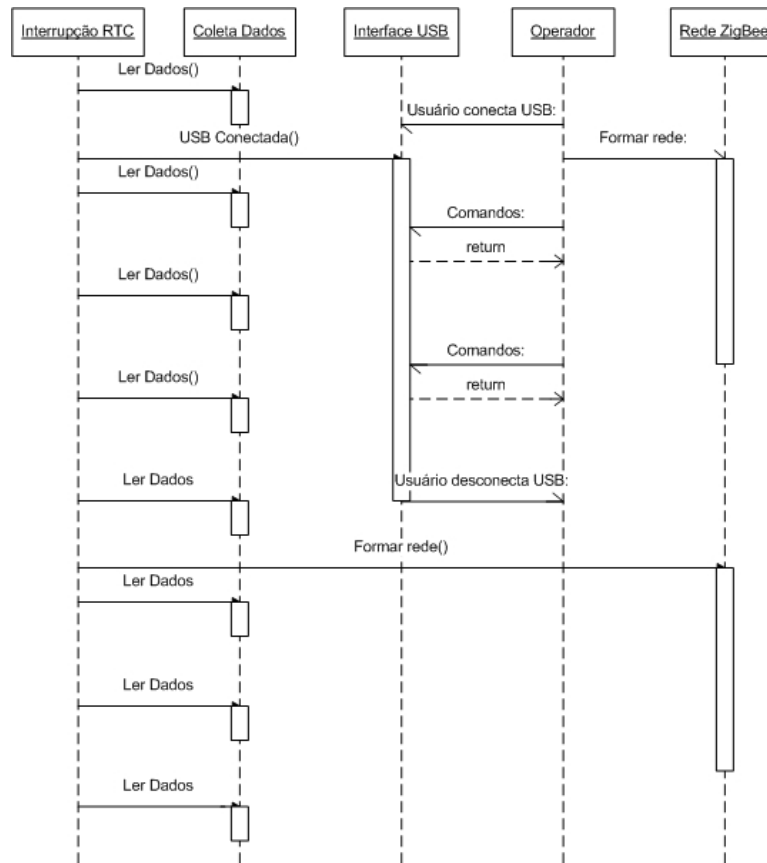 Interrupção RTC
Coleta Dados
Interface USB
Operador
Rede ZigBee
Ler Dados()
Usuário conecta USB:
USB Conectada()
Formar rede:
Ler Dados()
Comandos:
return
Ler Dados()
Comandos:
return
Ler Dados()
Ler Dados
Usuário desconecta USB:
Formar rede()
Ler Dados
Ler Dados
Ler Dados